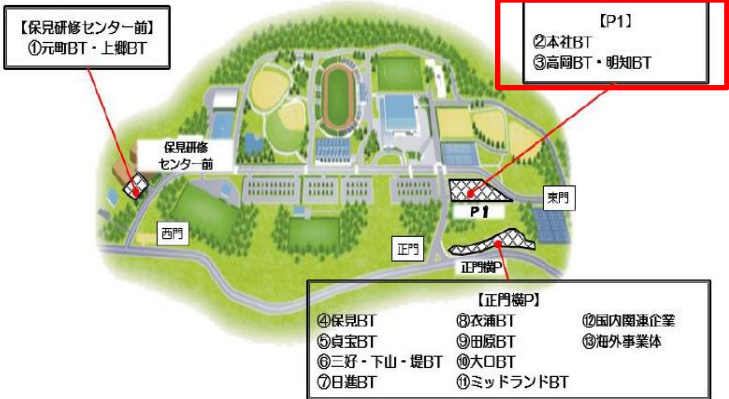 【保見研修センター前】
①元町BT・上郷BT
【P1】
②本社BT
③高岡BT・明知BT
保見研修
センター前
東門
P1
西門
正門
正門横P
【正門横P】
④保見BT ⑧衣浦BT ⑫国内関連企業
⑤貞宝BT ⑨田原BT ⑬海外事業体
⑥三好・下山・堤BT ⑩大口BT
⑦日進BT ⑪ミッドランドBT